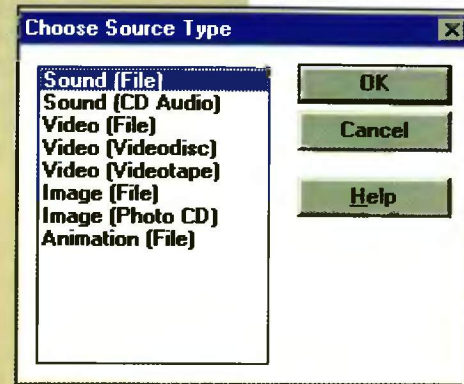 Choose Source Type
Sound (File)
Sound (CD Audio)
Video (File)
Video (Videodisc)
Video (Videotape)
Image (File)
Image (Photo CD)
Animation (File)
OK
Cancel
Help